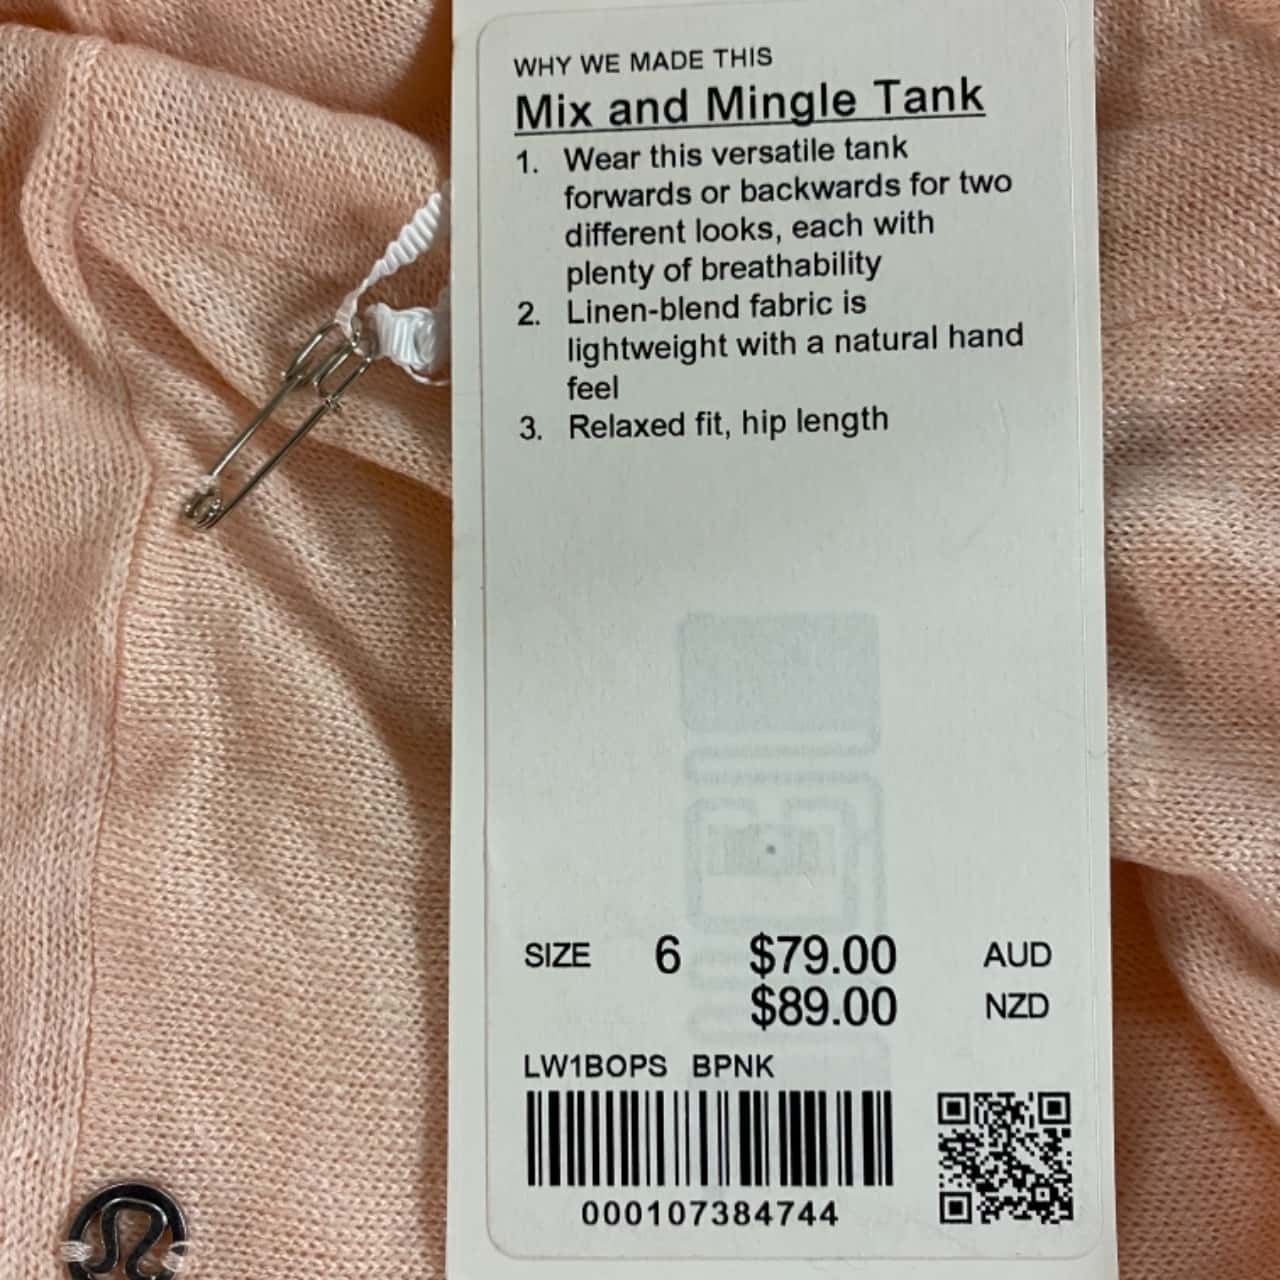 WHY WE MADE THIS
Mix and Mingle Tank
1. Wear this versatile tank
forwards or backwards for two
different looks, each with
plenty of breathability
2. Linen-blend fabric is
lightweight with a natural hand
feel
3. Relaxed fit, hip length
SIZE 6 $79.00 AUD
$89.00 NZD
LW1BOPS BPNK
000107384744